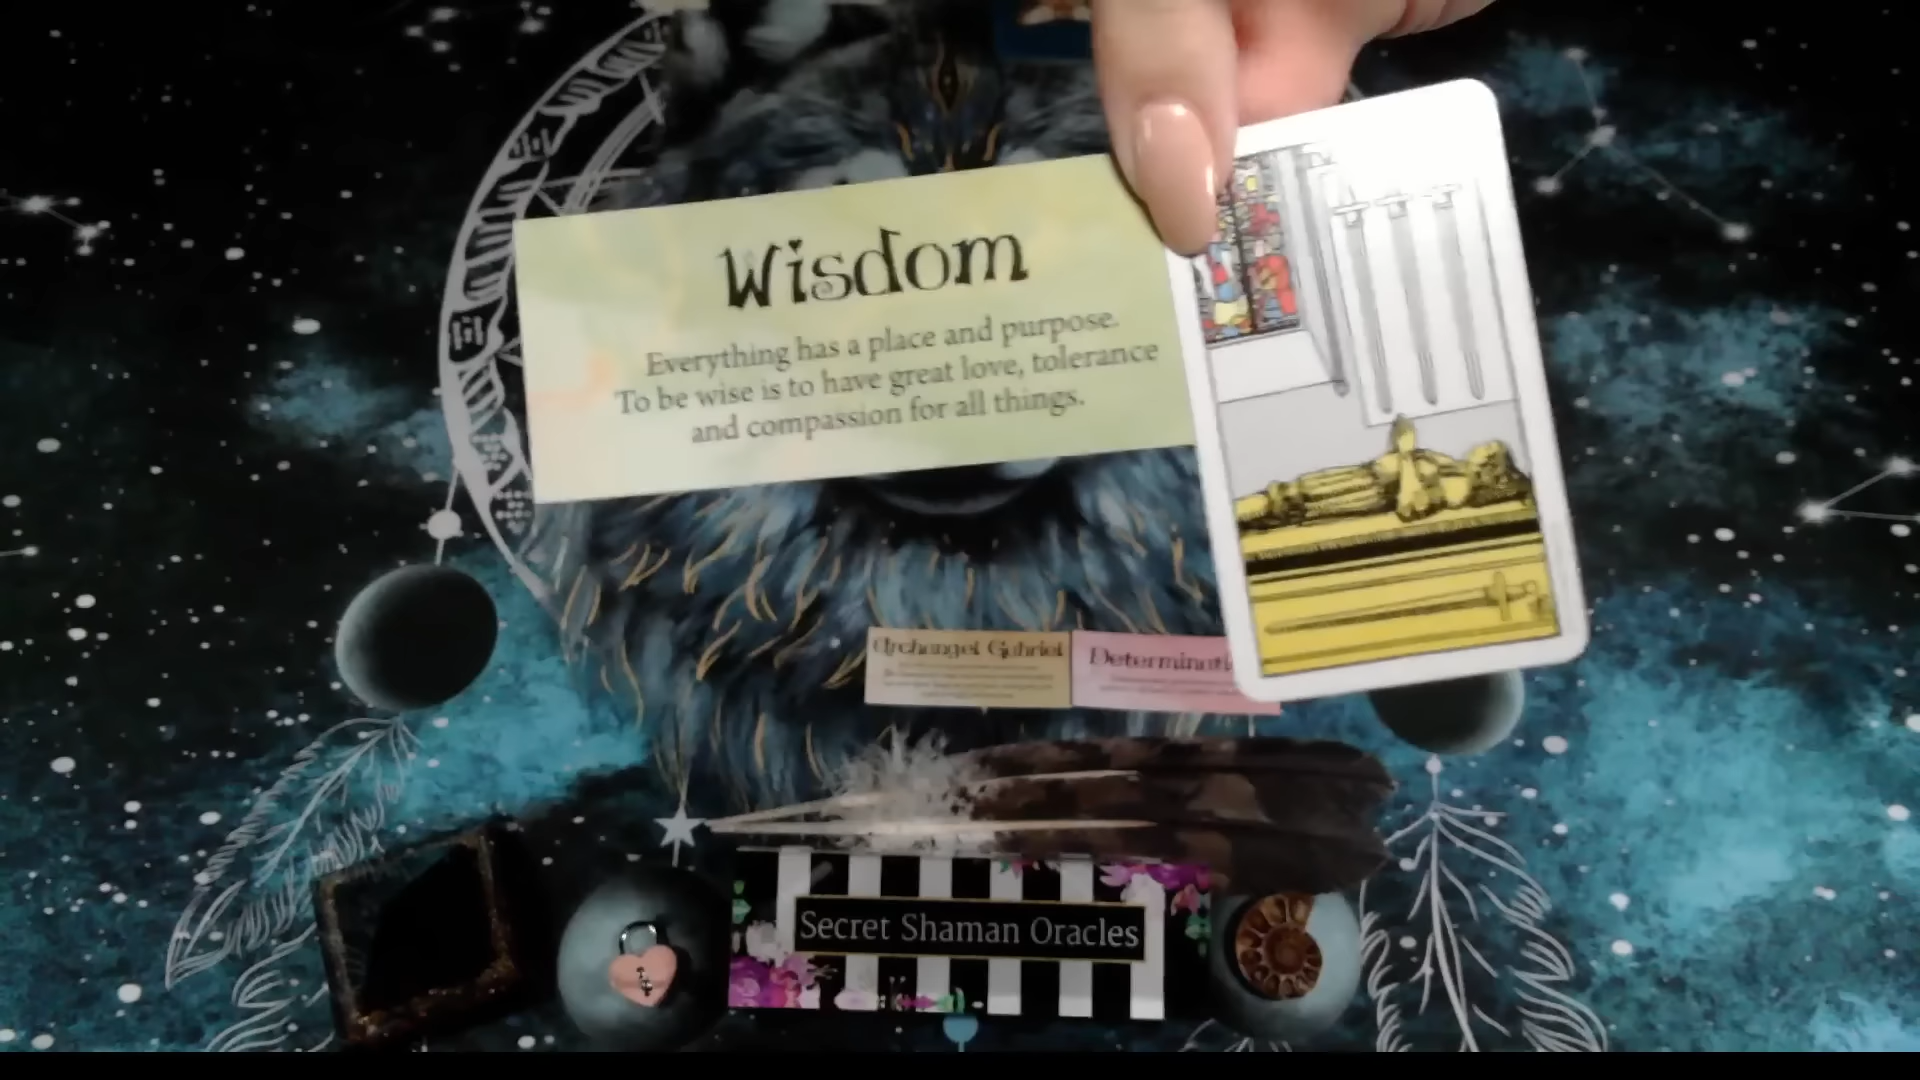 Wisdom
Everything has a place and purpose.
To be wise is to have great love, tolerance
and compassion for all things.
Archangel Gabriel
Secret Shaman Oracles